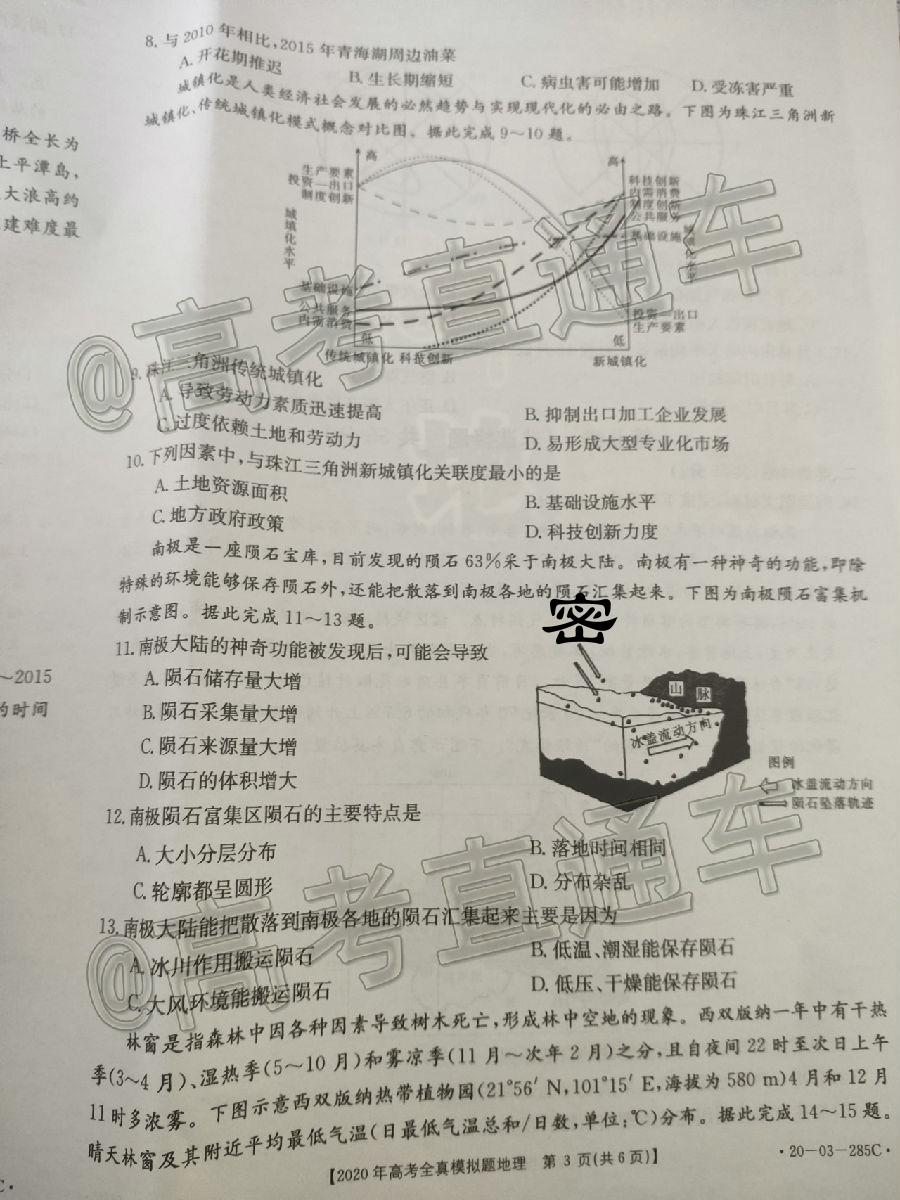 桥全长为
上平潭岛,
大浪高约
建难度最
~2015
的时间
8. 与2010年相比,2015年青海湖周边油菜
A. 开花期推迟 B. 生长期缩短 C. 病虫害可能增加 D. 受冻害严重
城镇化是人类经济社会发展的必然趋势与实现现代化的必由之路。下图为珠江三角洲新
城镇化、传统城镇化模式概念对比图。据此完成9~10题。
高
生产要素
投资—出口
制度创新
城镇化水平
基础设施
公共服务
内需消费
低
传统城镇化 科技创新
高
科技创新
内需消费
制度创新
公共服务
基础设施
城镇化水平
投资—出口
生产要素
低
新城镇化
9. 珠江三角洲传统城镇化
A. 导致劳动力素质迅速提高 B. 抑制出口加工企业发展
C. 过度依赖土地和劳动力 D. 易形成大型专业化市场
10. 下列因素中,与珠江三角洲新城镇化关联度最小的是
A. 土地资源面积 B. 基础设施水平
C. 地方政府政策 D. 科技创新力度
南极是一座陨石宝库,目前发现的陨石63%采于南极大陆。南极有一种神奇的功能,即除
特殊的环境能够保存陨石外,还能把散落到南极各地的陨石汇集起来。下图为南极陨石富集机
制示意图。据此完成11~13题。
密
11. 南极大陆的神奇功能被发现后,可能会导致
A. 陨石储存量大增
B. 陨石采集量大增
C. 陨石来源量大增
D. 陨石的体积增大
山脉
冰盖流动方向
图例
冰盖流动方向
陨石坠落轨迹
12. 南极陨石富集区陨石的主要特点是
A. 大小分层分布 B. 落地时间相同
C. 轮廓都呈圆形 D. 分布杂乱
13. 南极大陆能把散落到南极各地的陨石汇集起来主要是因为
A. 冰川作用搬运陨石 B. 低温、潮湿能保存陨石
C. 大风环境能搬运陨石 D. 低压、干燥能保存陨石
林窗是指森林中因各种因素导致树木死亡,形成林中空地的现象。西双版纳一年中有干热
季(3~4月)、湿热季(5~10月)和雾凉季(11月~次年2月)之分,且自夜间22时至次日上午
11时多浓雾。下图示意西双版纳热带植物园(21°56′N,101°15′E,海拔为580 m)4月和12月
晴天林窗及其附近平均最低气温(日最低气温总和/日数,单位:℃)分布。据此完成14~15题。
【2020年高考全真模拟题地理 第3页(共6页)】 ·20-03-285C·
C·
@高考直通车
@高考直通车